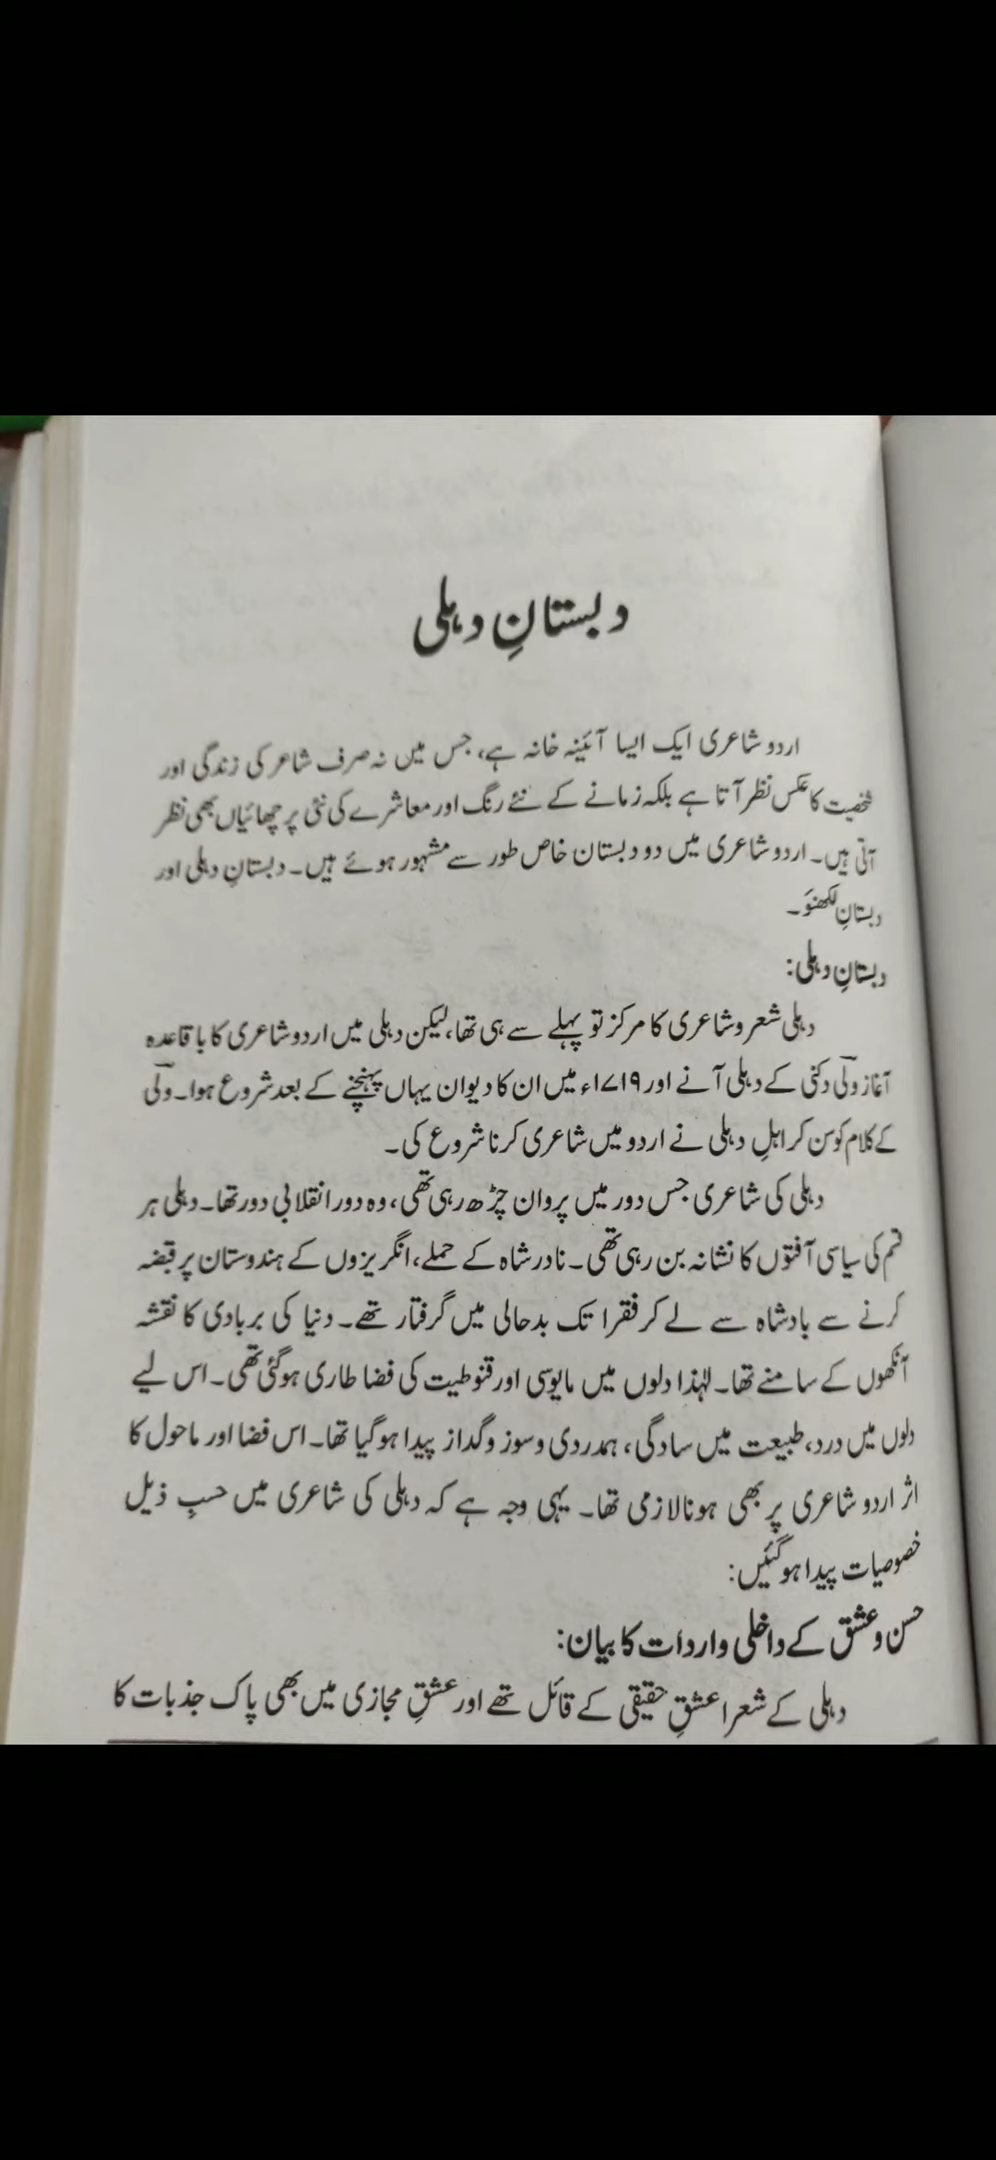 دبستانِ دہلی
اردو شاعری ایک ایسا آئینہ خانہ ہے، جس میں نہ صرف شاعر کی زندگی اور
شخصیت کا عکس نظر آتا ہے بلکہ زمانے کے نئے رنگ اور معاشرے کی نئی پرچھائیاں بھی نظر
آتی ہیں۔ اردو شاعری میں دو دبستان خاص طور سے مشہور ہوئے ہیں۔ دبستانِ دہلی اور
دبستانِ لکھنؤ۔
دبستانِ دہلی:
دہلی شعر و شاعری کا مرکز تو پہلے سے ہی تھا، لیکن دہلی میں اردو شاعری کا باقاعدہ
آغاز ولیؔ دکنی کے دہلی آنے اور ۱۷۱۹ء میں ان کا دیوان یہاں پہنچنے کے بعد شروع ہوا۔ ولیؔ
کے کلام کو سن کر اہلِ دہلی نے اردو میں شاعری کرنا شروع کی۔
دہلی کی شاعری جس دور میں پروان چڑھ رہی تھی، وہ دور انقلابی دور تھا۔ دہلی ہر
قسم کی سیاسی آفتوں کا نشانہ بن رہی تھی۔ نادر شاہ کے حملے، انگریزوں کے ہندوستان پر قبضہ
کرنے سے بادشاہ سے لے کر فقرا تک بدحالی میں گرفتار تھے۔ دنیا کی بربادی کا نقشہ
آنکھوں کے سامنے تھا۔ لہٰذا دلوں میں مایوسی اور قنوطیت کی فضا طاری ہوگئی تھی۔ اس لیے
دلوں میں درد، طبیعت میں سادگی، ہمدردی و سوز و گداز پیدا ہوگیا تھا۔ اس فضا اور ماحول کا
اثر اردو شاعری پر بھی ہونا لازمی تھا۔ یہی وجہ ہے کہ دہلی کی شاعری میں حسبِ ذیل
خصوصیات پیدا ہوگئیں:
حسن و عشق کے داخلی واردات کا بیان:
دہلی کے شعرا عشقِ حقیقی کے قائل تھے اور عشقِ مجازی میں بھی پاک جذبات کا